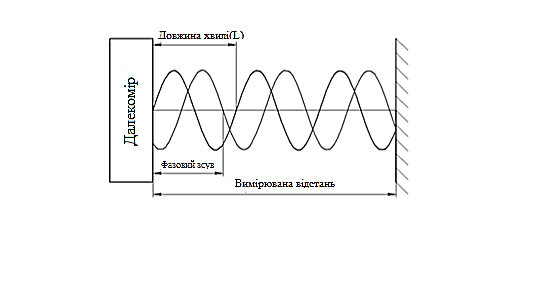 Довжина хвилі(L)
Далекомір
Фазовий зсув
Вимірювана відстань